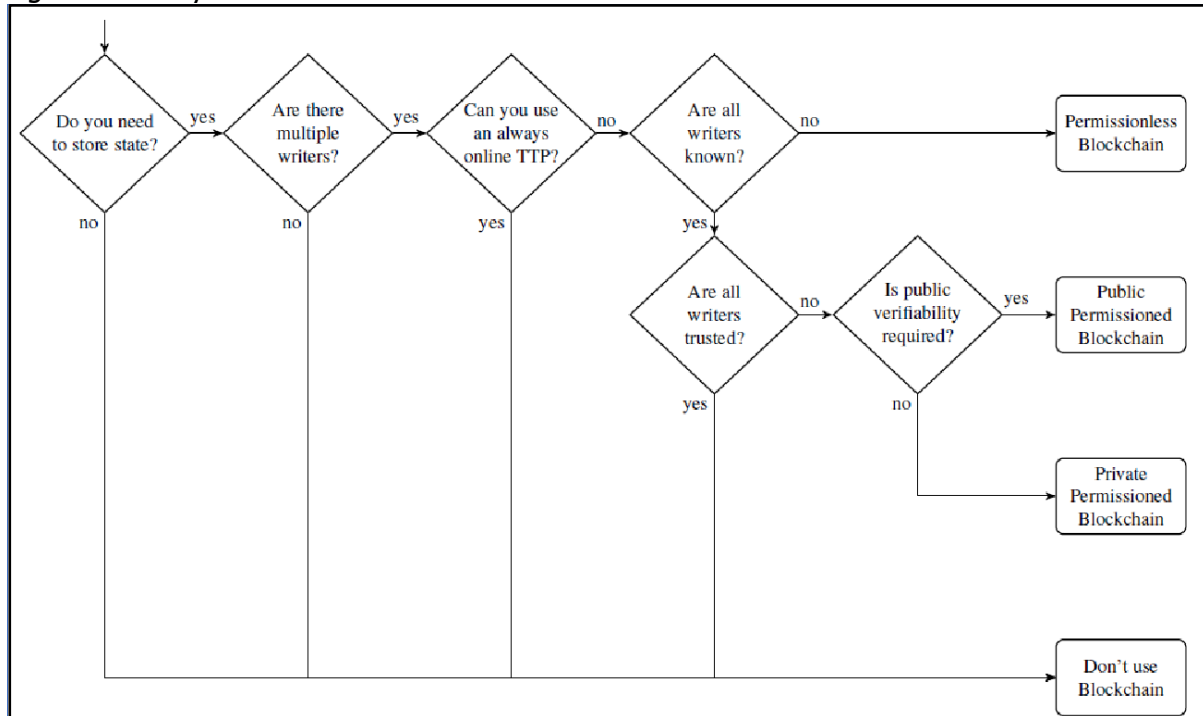 Do you need
to store state?
yes
Are there
multiple
writers?
yes
Can you use
an always
online TTP?
no
Are all
writers
known?
no
Permissionless
Blockchain
no
no
yes
yes
Are all
writers
trusted?
no
Is public
verifiability
required?
yes
Public
Permissioned
Blockchain
yes
no
Private
Permissioned
Blockchain
Don't use
Blockchain